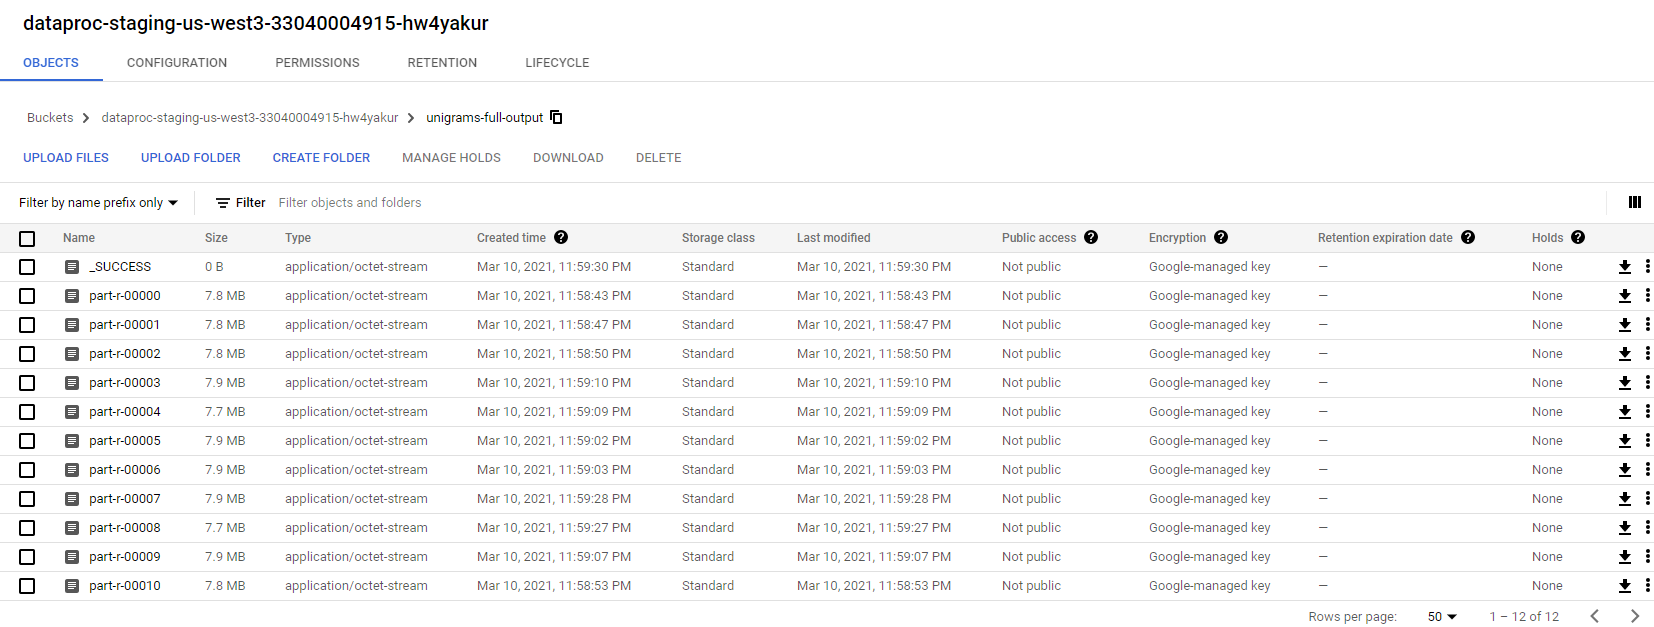 dataproc-staging-us-west3-33040004915-hw4yakur
OBJECTS CONFIGURATION PERMISSIONS RETENTION LIFECYCLE
Buckets dataproc-staging-us-west3-33040004915-hw4yakur unigrams-full-output
UPLOAD FILES UPLOAD FOLDER CREATE FOLDER MANAGE HOLDS DOWNLOAD DELETE
Filter by name prefix only Filter Filter objects and folders
Name Size Type Created time Storage class Last modified Public access Encryption Retention expiration date Holds
_SUCCESS 0 B application/octet-stream Mar 10, 2021, 11:59:30 PM Standard Mar 10, 2021, 11:59:30 PM Not public Google-managed key — None
part-r-00000 7.8 MB application/octet-stream Mar 10, 2021, 11:58:43 PM Standard Mar 10, 2021, 11:58:43 PM Not public Google-managed key — None
part-r-00001 7.8 MB application/octet-stream Mar 10, 2021, 11:58:47 PM Standard Mar 10, 2021, 11:58:47 PM Not public Google-managed key — None
part-r-00002 7.8 MB application/octet-stream Mar 10, 2021, 11:58:50 PM Standard Mar 10, 2021, 11:58:50 PM Not public Google-managed key — None
part-r-00003 7.9 MB application/octet-stream Mar 10, 2021, 11:59:10 PM Standard Mar 10, 2021, 11:59:10 PM Not public Google-managed key — None
part-r-00004 7.7 MB application/octet-stream Mar 10, 2021, 11:59:09 PM Standard Mar 10, 2021, 11:59:09 PM Not public Google-managed key — None
part-r-00005 7.9 MB application/octet-stream Mar 10, 2021, 11:59:02 PM Standard Mar 10, 2021, 11:59:02 PM Not public Google-managed key — None
part-r-00006 7.9 MB application/octet-stream Mar 10, 2021, 11:59:03 PM Standard Mar 10, 2021, 11:59:03 PM Not public Google-managed key — None
part-r-00007 7.9 MB application/octet-stream Mar 10, 2021, 11:59:28 PM Standard Mar 10, 2021, 11:59:28 PM Not public Google-managed key — None
part-r-00008 7.7 MB application/octet-stream Mar 10, 2021, 11:59:27 PM Standard Mar 10, 2021, 11:59:27 PM Not public Google-managed key — None
part-r-00009 7.9 MB application/octet-stream Mar 10, 2021, 11:59:07 PM Standard Mar 10, 2021, 11:59:07 PM Not public Google-managed key — None
part-r-00010 7.8 MB application/octet-stream Mar 10, 2021, 11:58:53 PM Standard Mar 10, 2021, 11:58:53 PM Not public Google-managed key — None
Rows per page: 50 1 – 12 of 12